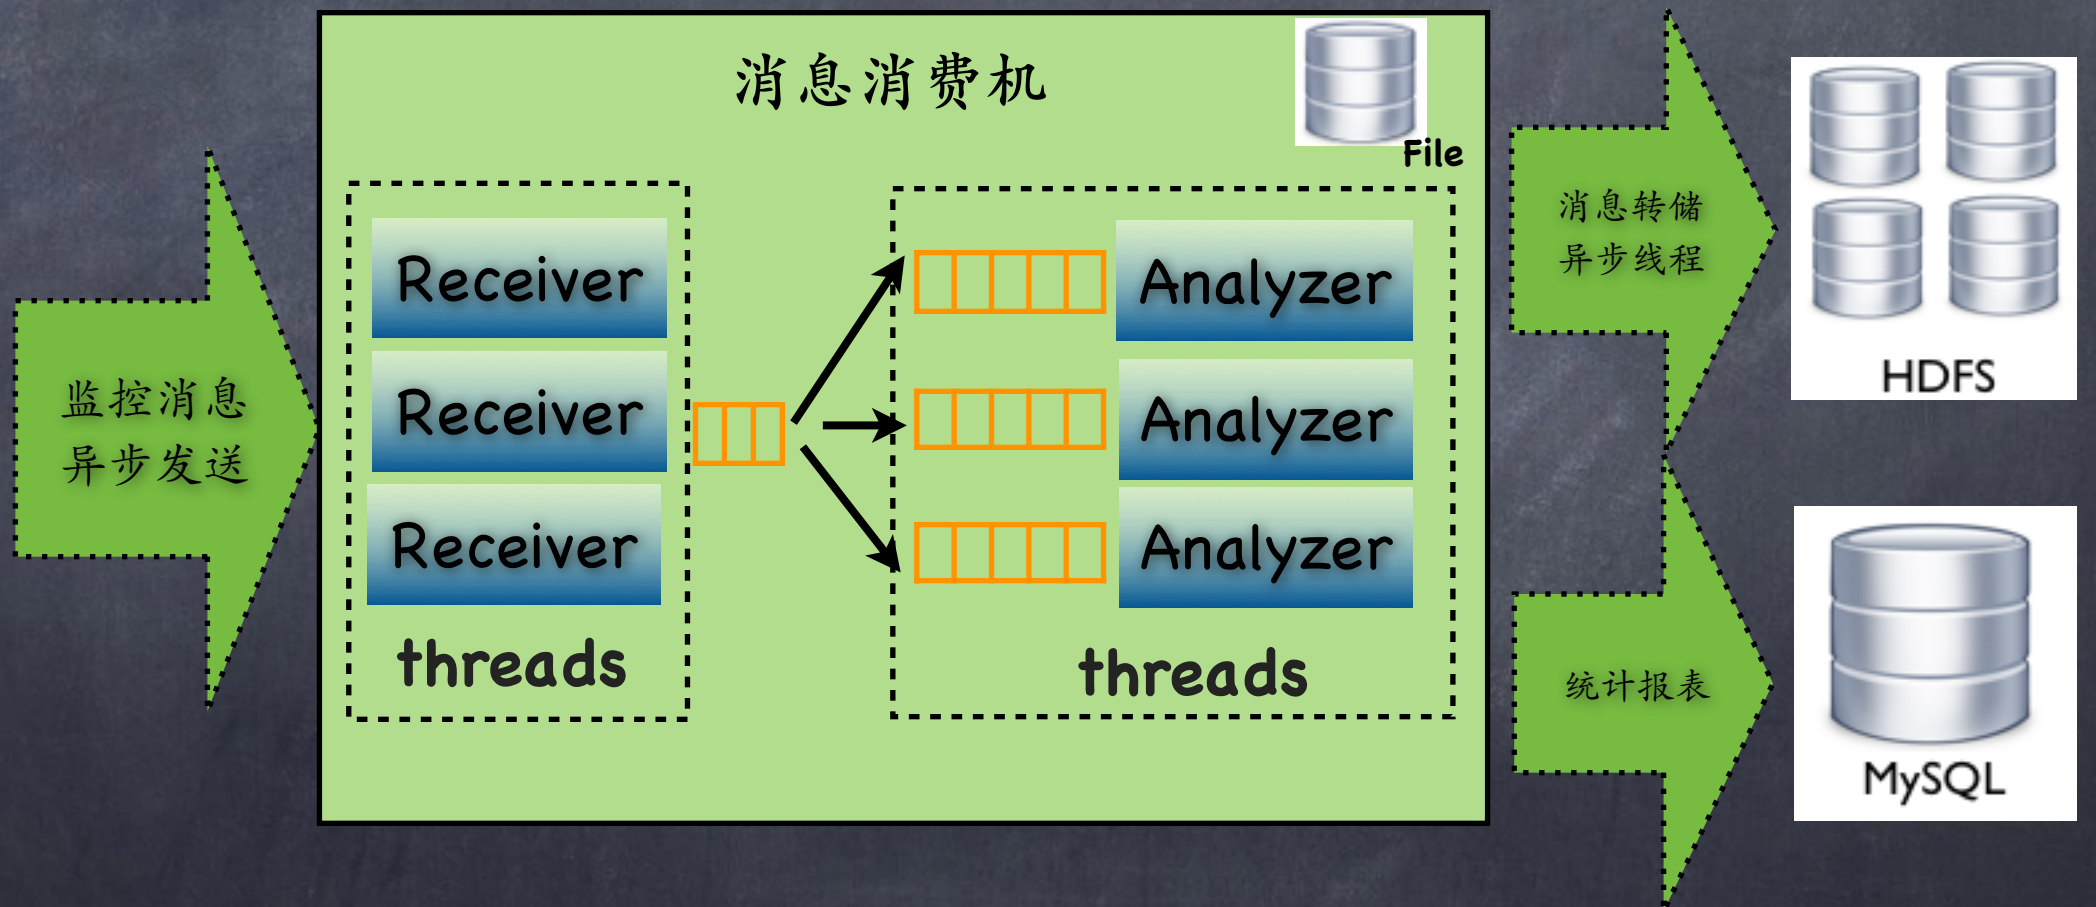 消息消费机
File
监控消息
异步发送
Receiver
Receiver
Receiver
threads
Analyzer
Analyzer
Analyzer
threads
消息转储
异步线程
HDFS
统计报表
MySQL